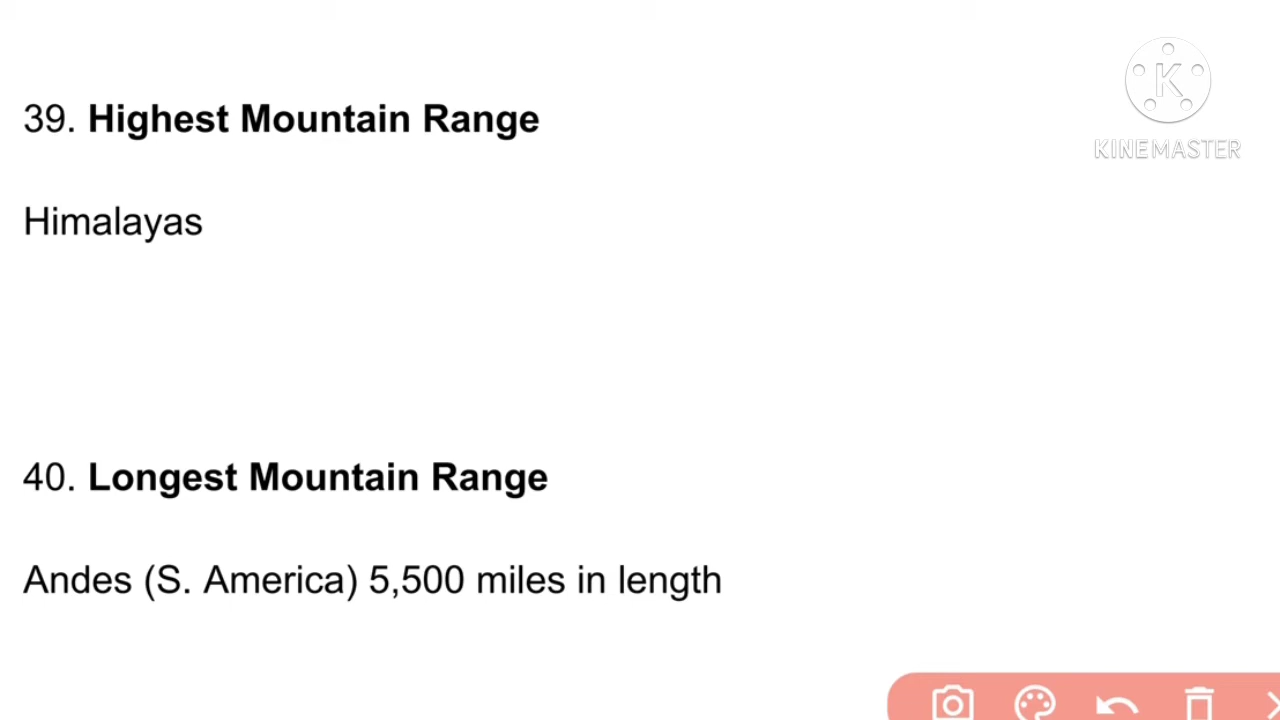 K
KINEMASTER
39. Highest Mountain Range
Himalayas
40. Longest Mountain Range
Andes (S. America) 5,500 miles in length